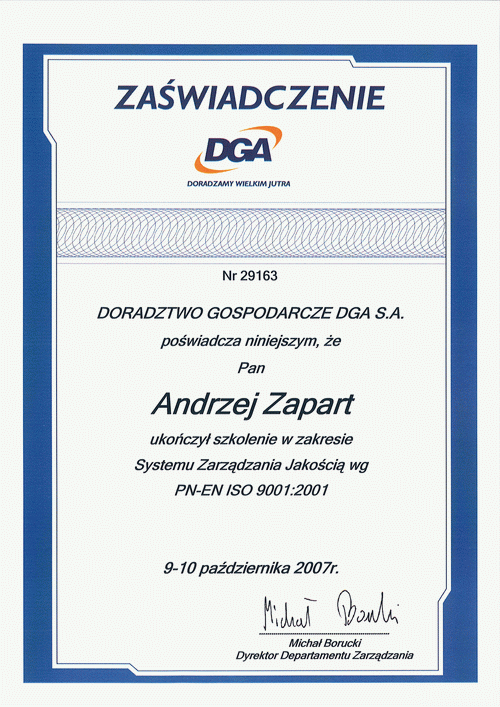 ZAŚWIADCZENIE
DGA
DORADZAMY WIELKIM JUTRA
Nr 29163
DORADZTWO GOSPODARCZE DGA S.A.
poświadcza niniejszym, że
Pan
Andrzej Zapart
ukończył szkolenie w zakresie
Systemu Zarządzania Jakością wg
PN-EN ISO 9001:2001
9-10 października 2007r.
Michał Borucki
Michał Borucki
Dyrektor Departamentu Zarządzania